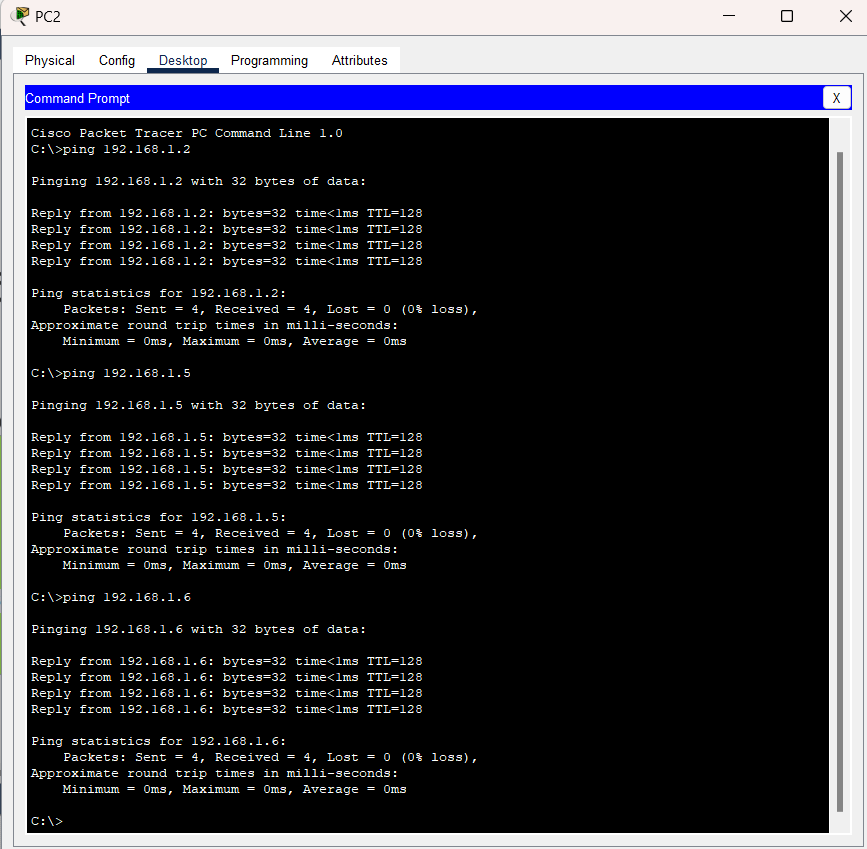 PC2
Physical Config Desktop Programming Attributes
Command Prompt X
Cisco Packet Tracer PC Command Line 1.0
C:\>ping 192.168.1.2
Pinging 192.168.1.2 with 32 bytes of data:
Reply from 192.168.1.2: bytes=32 time<1ms TTL=128
Reply from 192.168.1.2: bytes=32 time<1ms TTL=128
Reply from 192.168.1.2: bytes=32 time<1ms TTL=128
Reply from 192.168.1.2: bytes=32 time<1ms TTL=128
Ping statistics for 192.168.1.2:
Packets: Sent = 4, Received = 4, Lost = 0 (0% loss),
Approximate round trip times in milli-seconds:
Minimum = 0ms, Maximum = 0ms, Average = 0ms
C:\>ping 192.168.1.5
Pinging 192.168.1.5 with 32 bytes of data:
Reply from 192.168.1.5: bytes=32 time<1ms TTL=128
Reply from 192.168.1.5: bytes=32 time<1ms TTL=128
Reply from 192.168.1.5: bytes=32 time<1ms TTL=128
Reply from 192.168.1.5: bytes=32 time<1ms TTL=128
Ping statistics for 192.168.1.5:
Packets: Sent = 4, Received = 4, Lost = 0 (0% loss),
Approximate round trip times in milli-seconds:
Minimum = 0ms, Maximum = 0ms, Average = 0ms
C:\>ping 192.168.1.6
Pinging 192.168.1.6 with 32 bytes of data:
Reply from 192.168.1.6: bytes=32 time<1ms TTL=128
Reply from 192.168.1.6: bytes=32 time<1ms TTL=128
Reply from 192.168.1.6: bytes=32 time<1ms TTL=128
Reply from 192.168.1.6: bytes=32 time<1ms TTL=128
Ping statistics for 192.168.1.6:
Packets: Sent = 4, Received = 4, Lost = 0 (0% loss),
Approximate round trip times in milli-seconds:
Minimum = 0ms, Maximum = 0ms, Average = 0ms
C:\>